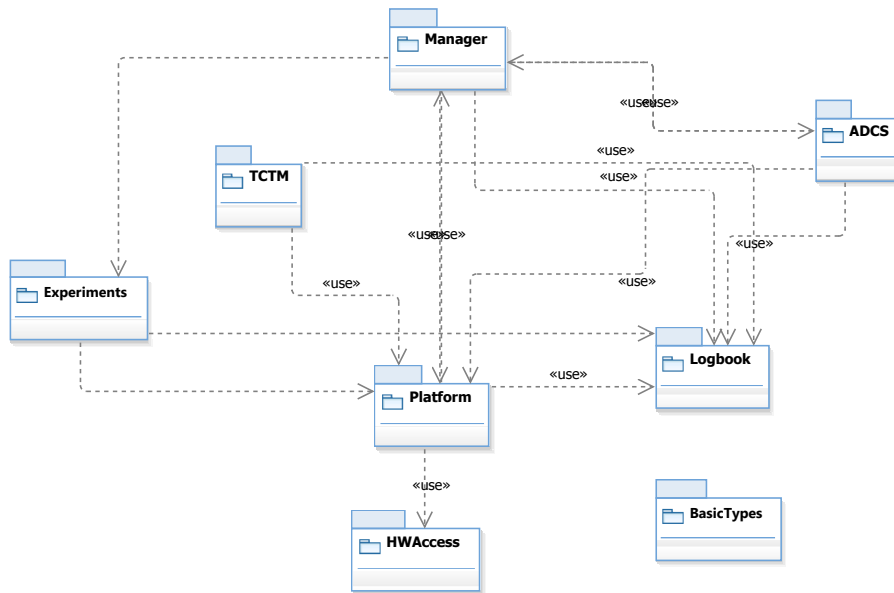 Manager
«use»
«use»
ADCS
«use»
TCTM
«use»
«use»
«use»
«use»
«use»
«use»
Experiments
Logbook
«use»
Platform
«use»
BasicTypes
HWAccess